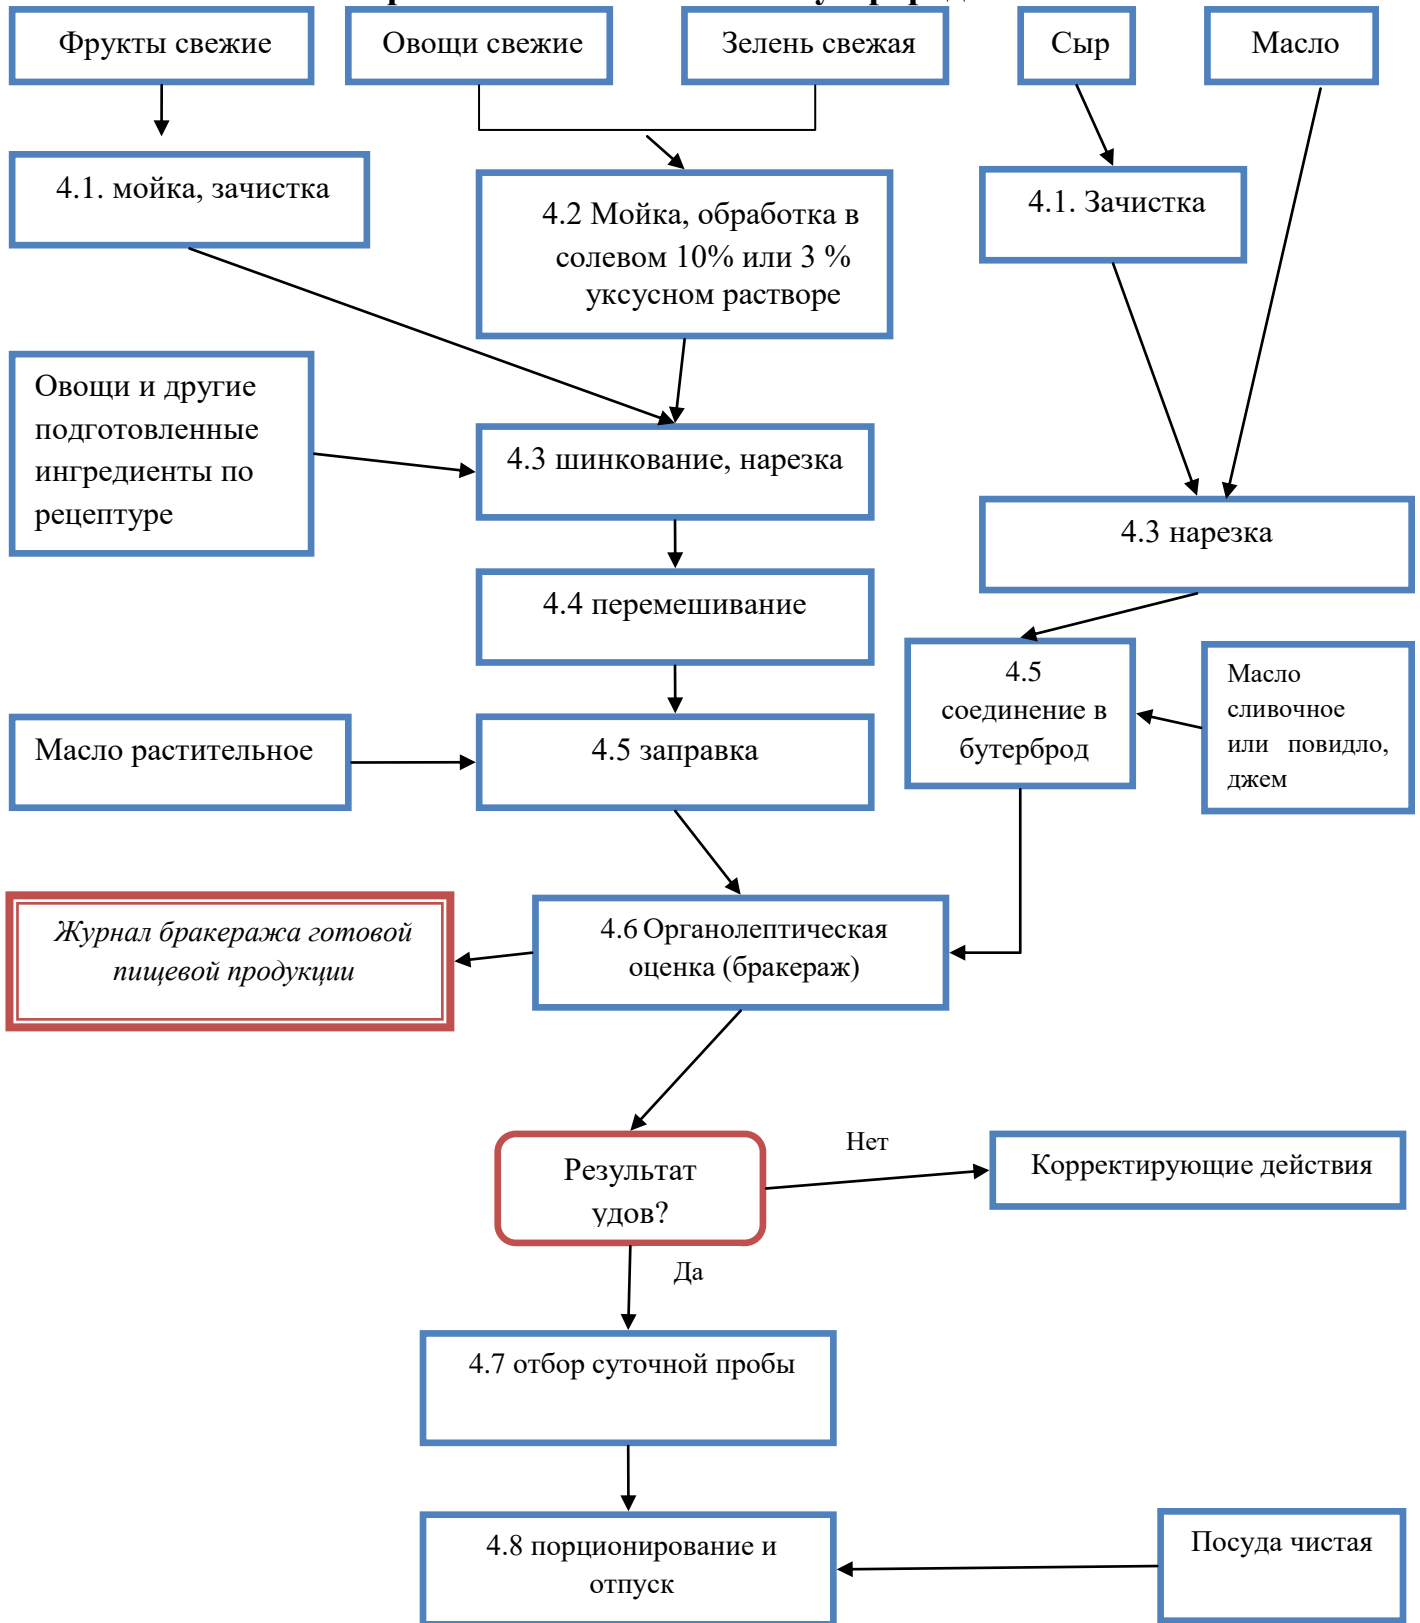 Фрукты свежие
Овощи свежие
Зелень свежая
Сыр
Масло
4.1. мойка, зачистка
4.2 Мойка, обработка в
солевом 10% или 3 %
уксусном растворе
4.1. Зачистка
Овощи и другие
подготовленные
ингредиенты по
рецептуре
4.3 шинкование, нарезка
4.3 нарезка
4.4 перемешивание
4.5
соединение в
бутерброд
Масло
сливочное
или повидло,
джем
Масло растительное
4.5 заправка
Журнал бракеража готовой
пищевой продукции
4.6 Органолептическая
оценка (бракераж)
Результат
удов?
Нет
Корректирующие действия
Да
4.7 отбор суточной пробы
4.8 порционирование и
отпуск
Посуда чистая